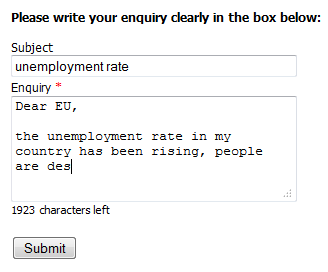 Please write your enquiry clearly in the box below:
Subject
unemployment rate
Enquiry *
Dear EU,
the unemployment rate in my
country has been rising, people
are des
1923 characters left
Submit